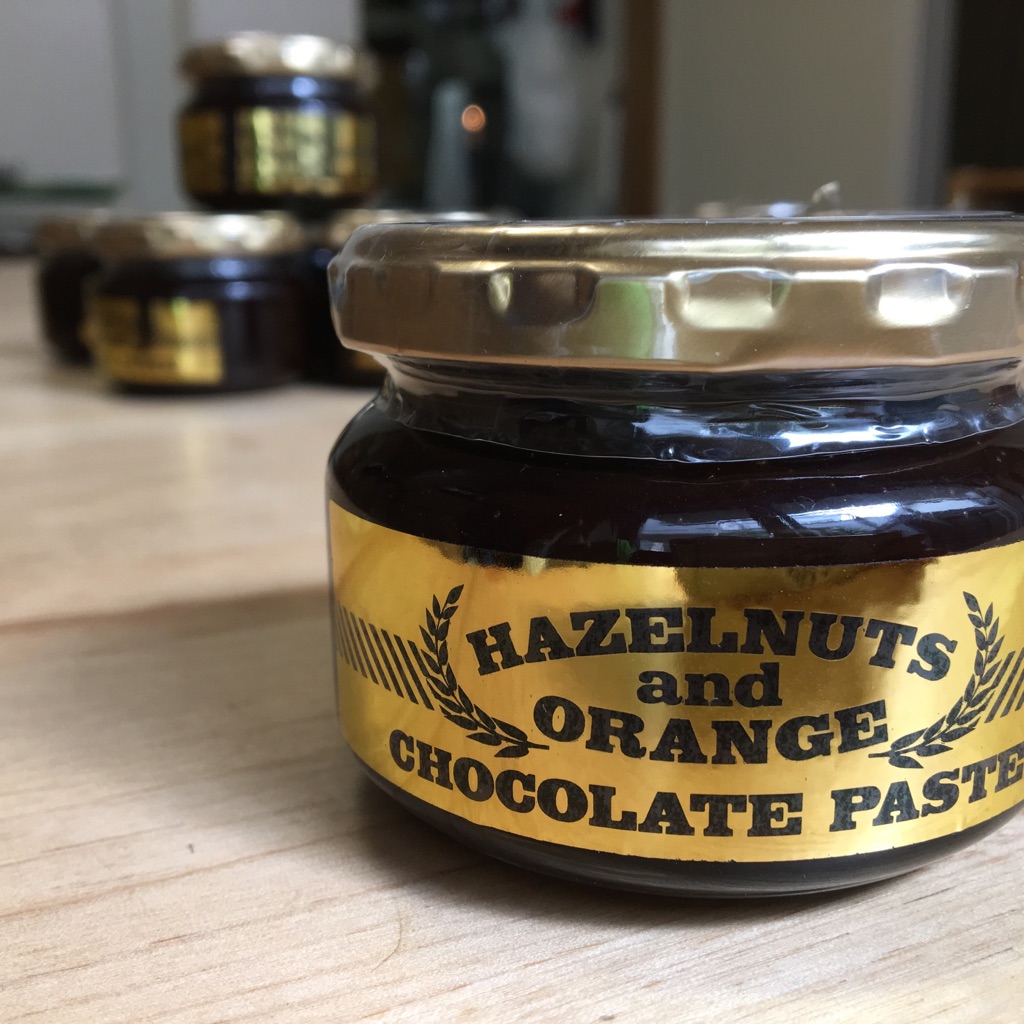 HAZELNUTS
and
ORANGE
CHOCOLATE PASTE